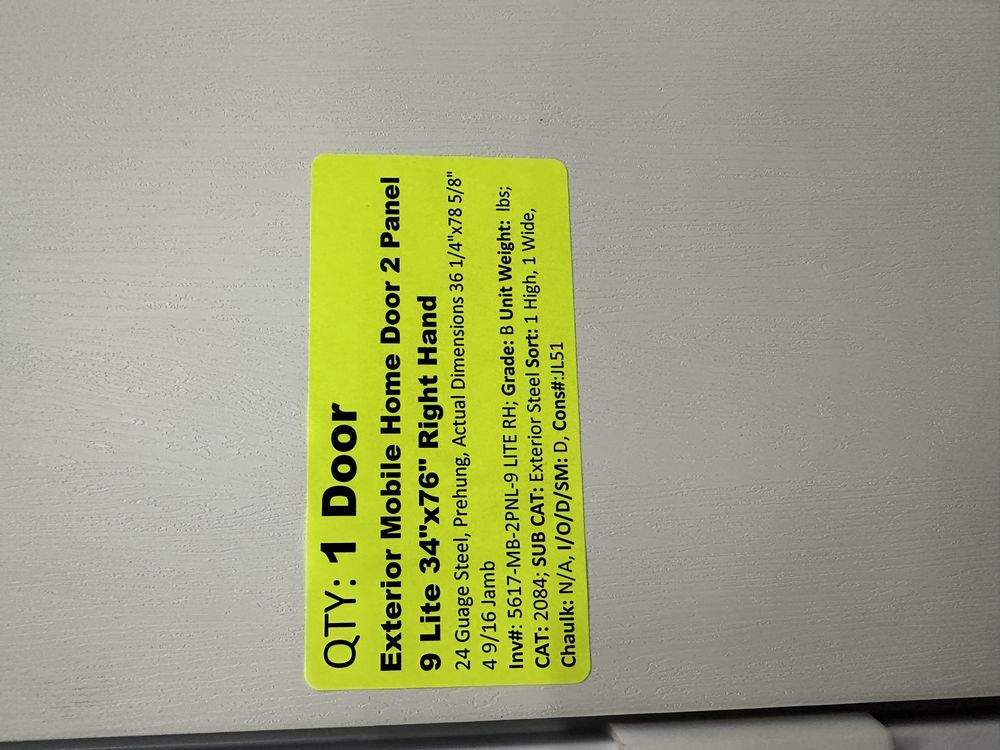 QTY: 1 Door
Exterior Mobile Home Door 2 Panel
9 Lite 34"x76" Right Hand
24 Guage Steel, Prehung, Actual Dimensions 36 1/4"x78 5/8"
4 9/16 Jamb
Inv#: 5617-MB-2PNL-9 LITE RH; Grade: B Unit Weight: lbs;
CAT: 2084; SUB CAT: Exterior Steel Sort: 1 High, 1 Wide,
Chaulk: N/A, I/O/D/SM: D, Cons#:JL51